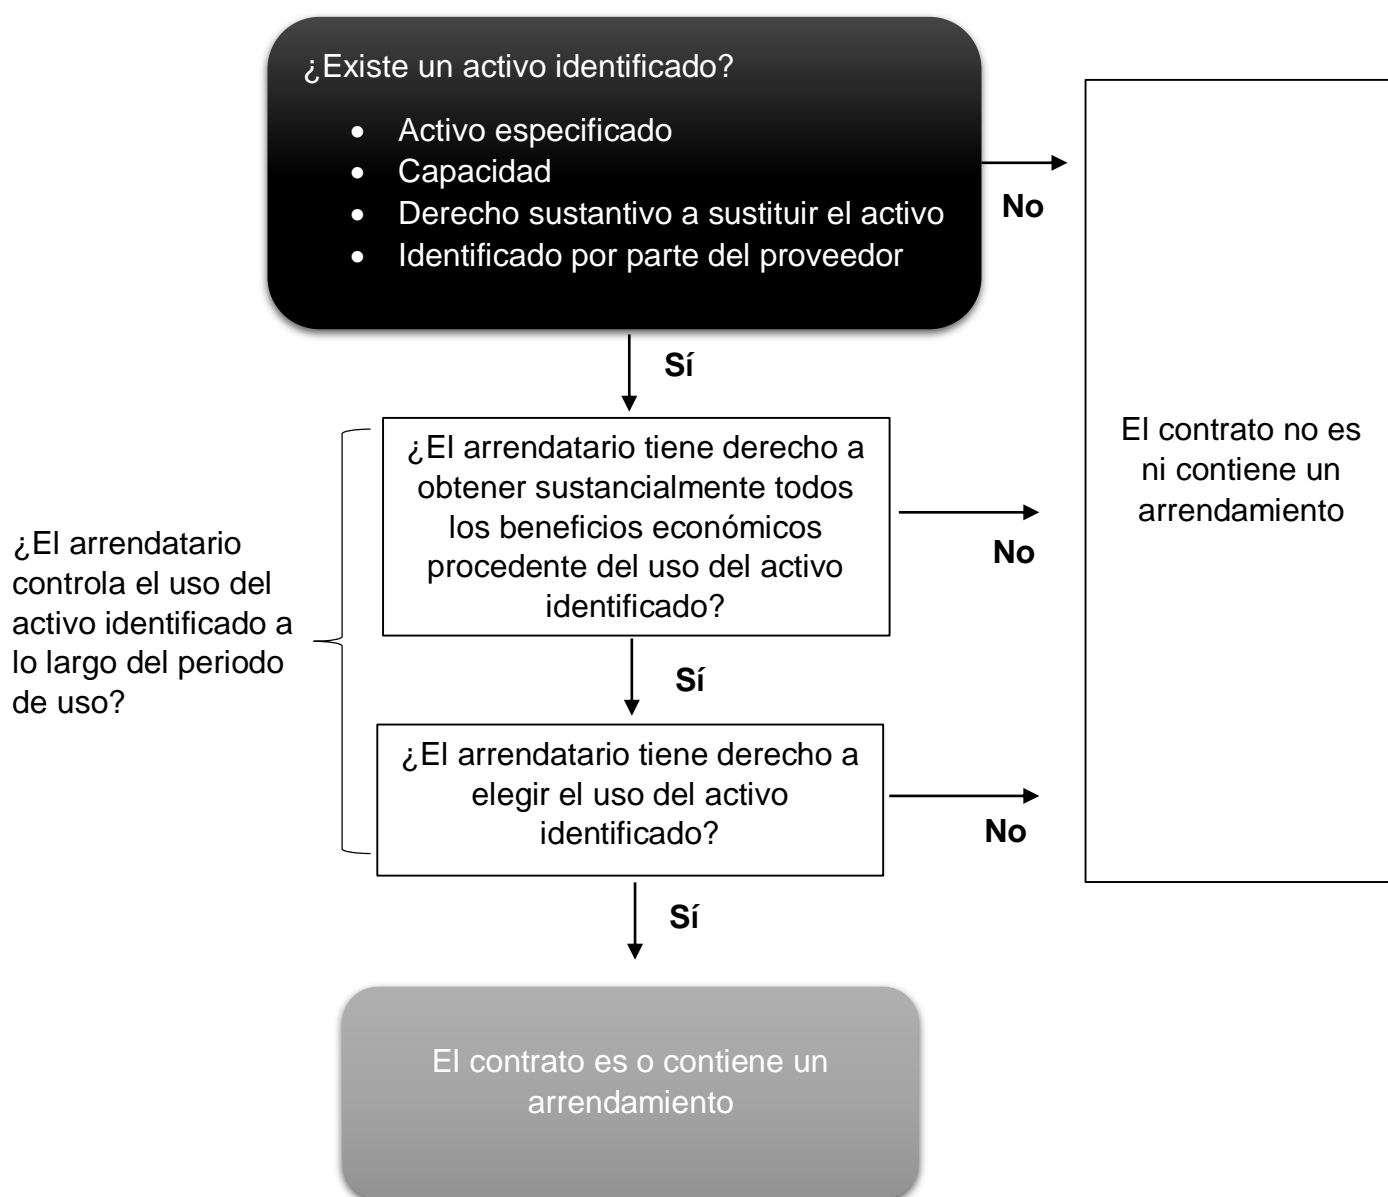 ¿Existe un activo identificado?
• Activo especificado
• Capacidad
• Derecho sustantivo a sustituir el activo
• Identificado por parte del proveedor
No
Sí
¿El arrendatario tiene derecho a
obtener sustancialmente todos
los beneficios económicos
procedente del uso del activo
identificado?
No
El contrato no es
ni contiene un
arrendamiento
¿El arrendatario
controla el uso del
activo identificado a
lo largo del periodo
de uso?
Sí
¿El arrendatario tiene derecho a
elegir el uso del activo
identificado?
No
Sí
El contrato es o contiene un
arrendamiento